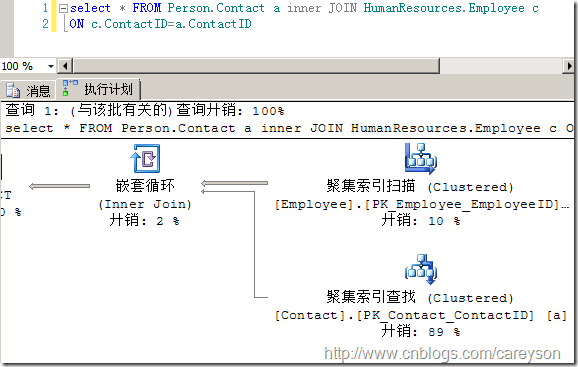 1 select * FROM Person.Contact a inner JOIN HumanResources.Employee c
2 ON c.ContactID=a.ContactID
100 %
消息 执行计划
查询 1: (与该批有关的)查询开销: 100%
select * FROM Person.Contact a inner JOIN HumanResources.Employee c O
嵌套循环
(Inner Join)
开销: 2 %
CT
0 %
聚集索引扫描 (Clustered)
[Employee].[PK_Employee_EmployeeID]…
开销: 10 %
聚集索引查找 (Clustered)
[Contact].[PK_Contact_ContactID] [a]
开销: 89 %
http://www.cnblogs.com/careyson